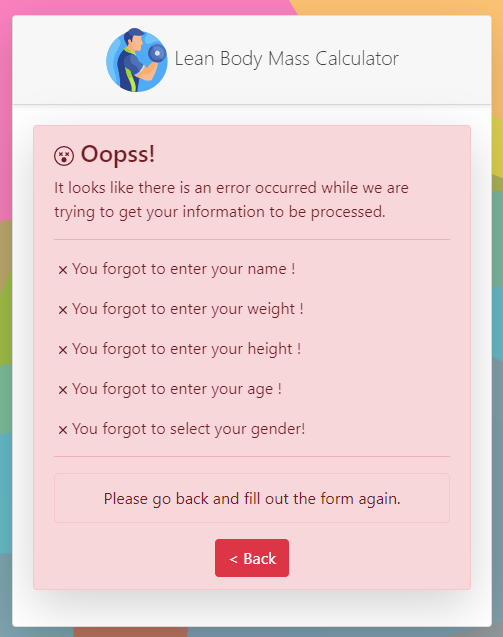 Lean Body Mass Calculator
Oopss!
It looks like there is an error occurred while we are
trying to get your information to be processed.
× You forgot to enter your name !
× You forgot to enter your weight !
× You forgot to enter your height !
× You forgot to enter your age !
× You forgot to select your gender!
Please go back and fill out the form again.
< Back